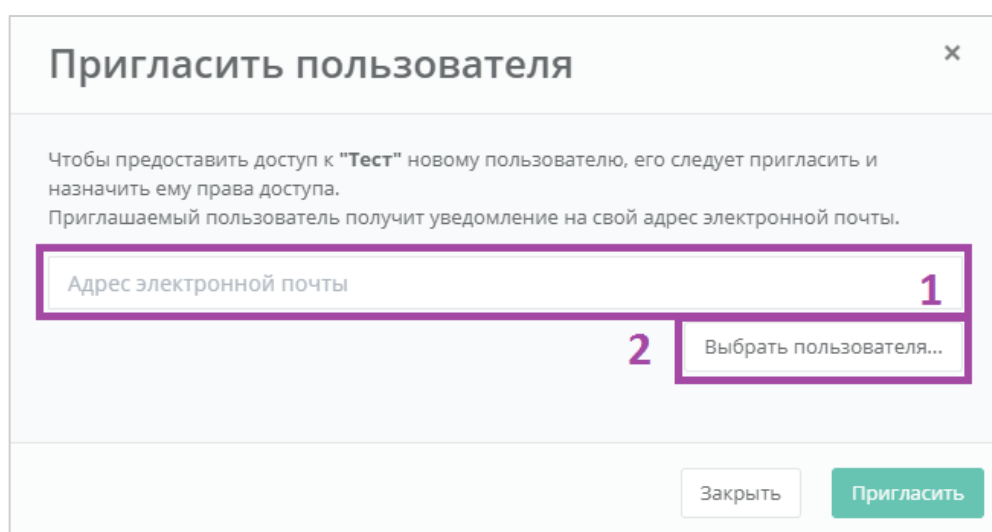 Пригласить пользователя ×
Чтобы предоставить доступ к "Тест" новому пользователю, его следует пригласить и
назначить ему права доступа.
Приглашаемый пользователь получит уведомление на свой адрес электронной почты.
Адрес электронной почты 1
2 Выбрать пользователя...
Закрыть Пригласить